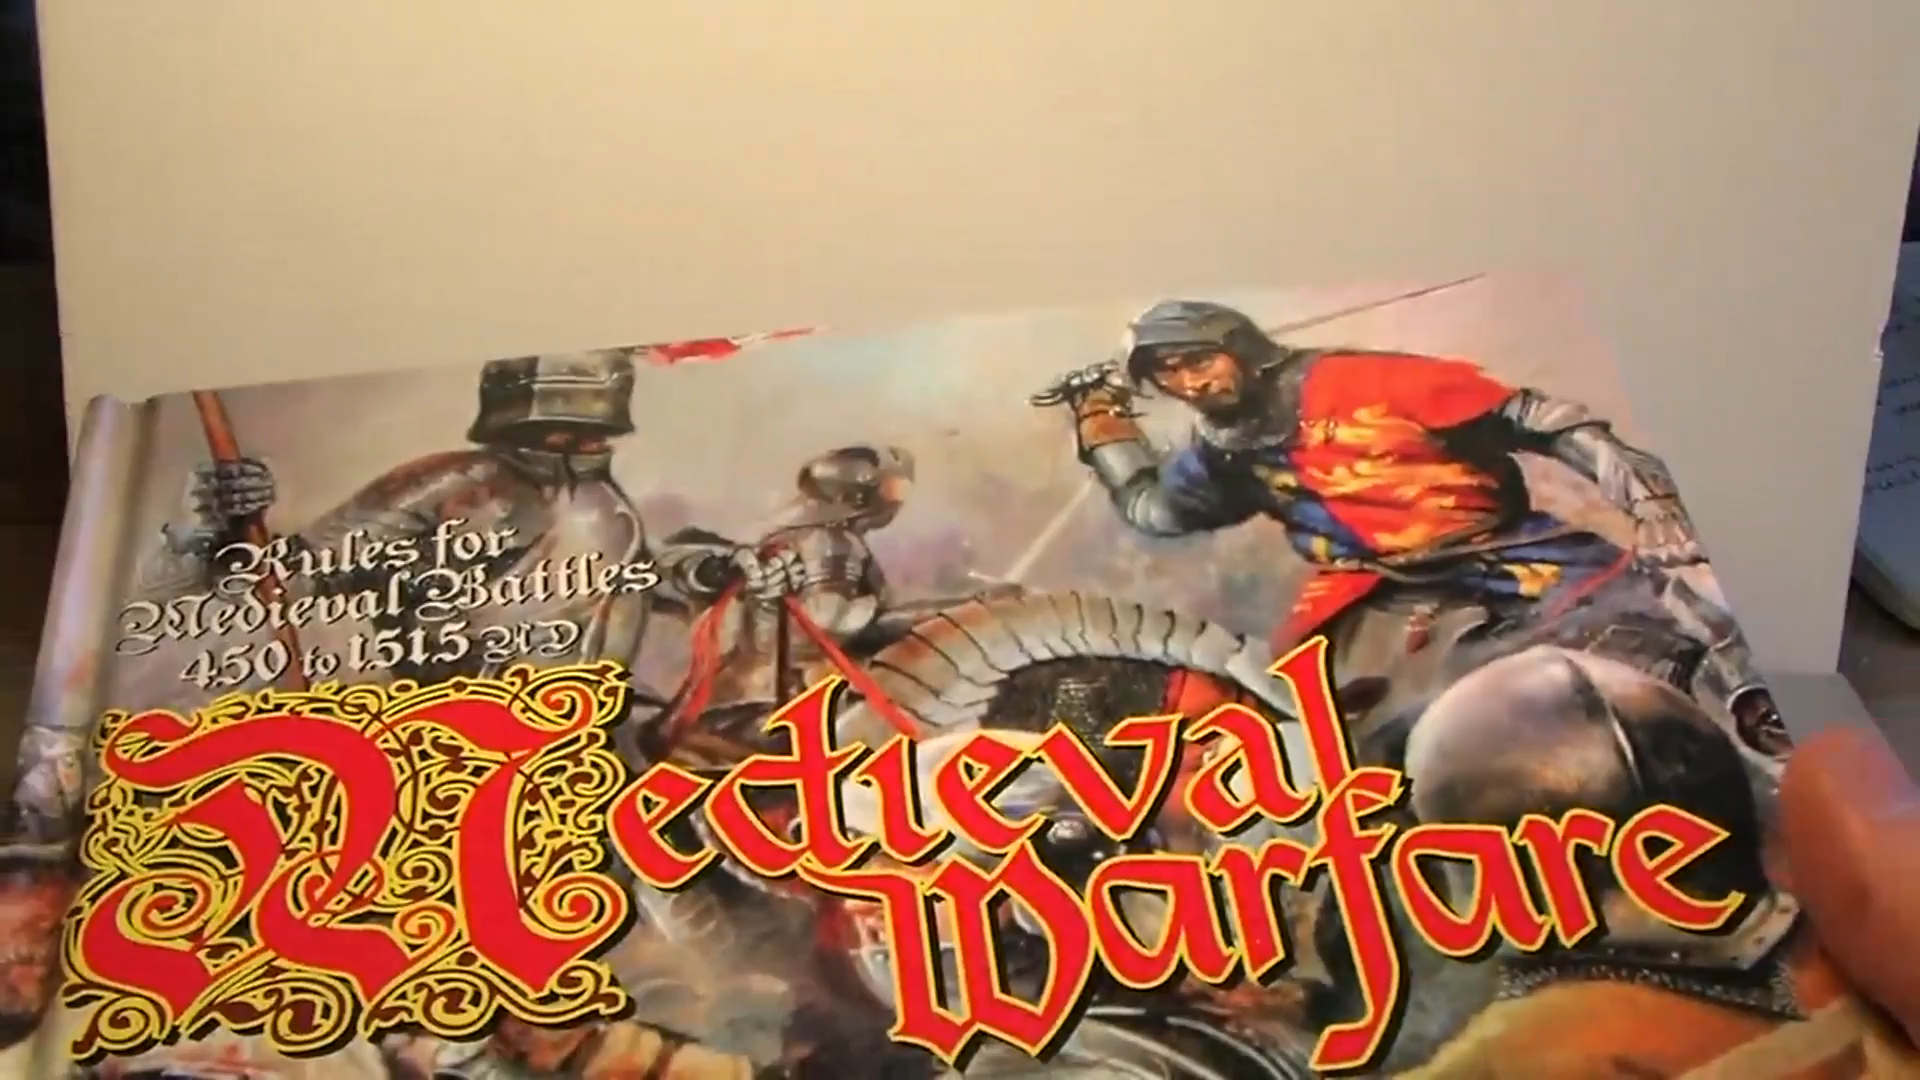 Rules for
Medieval Battles
450 to 1515 AD
Medieval
Warfare